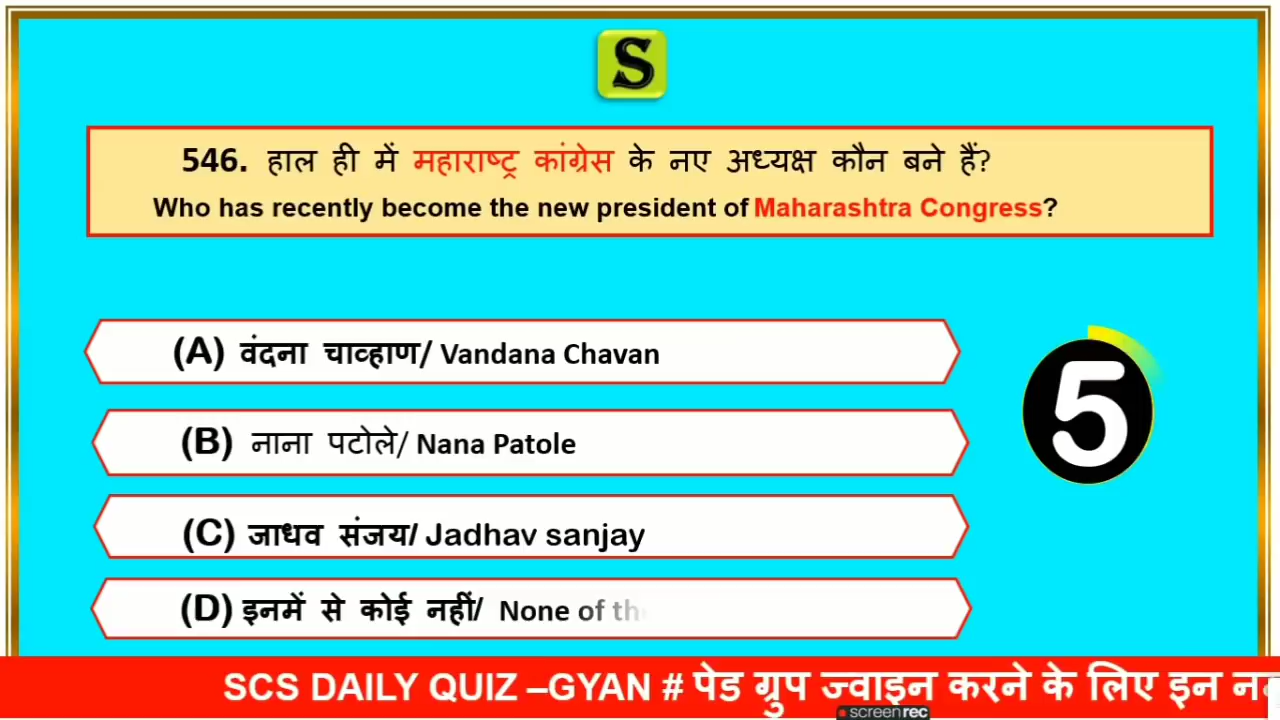 S
546. हाल ही में महाराष्ट्र कांग्रेस के नए अध्यक्ष कौन बने हैं?
Who has recently become the new president of Maharashtra Congress?
(A) वंदना चाव्हाण/ Vandana Chavan
(B) नाना पटोले/ Nana Patole
5
(C) जाधव संजय/ Jadhav sanjay
(D) इनमें से कोई नहीं/ None of
SCS DAILY QUIZ –GYAN # पेड ग्रुप ज्वाइन करने के लिए इन
screenrec